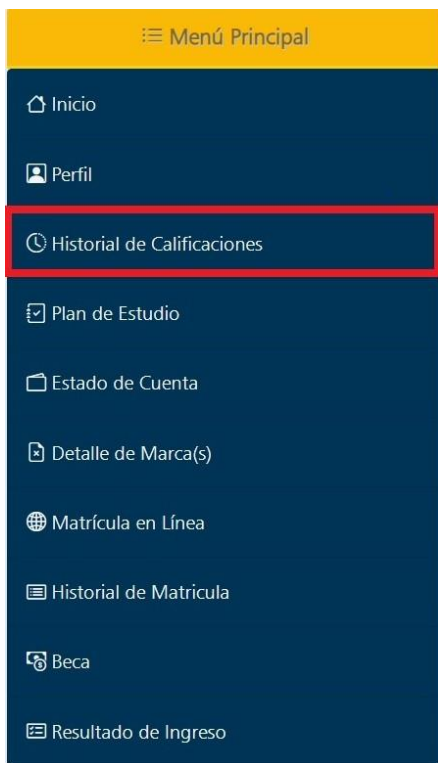 Menú Principal
Inicio
Perfil
Historial de Calificaciones
Plan de Estudio
Estado de Cuenta
Detalle de Marca(s)
Matrícula en Línea
Historial de Matricula
Beca
Resultado de Ingreso